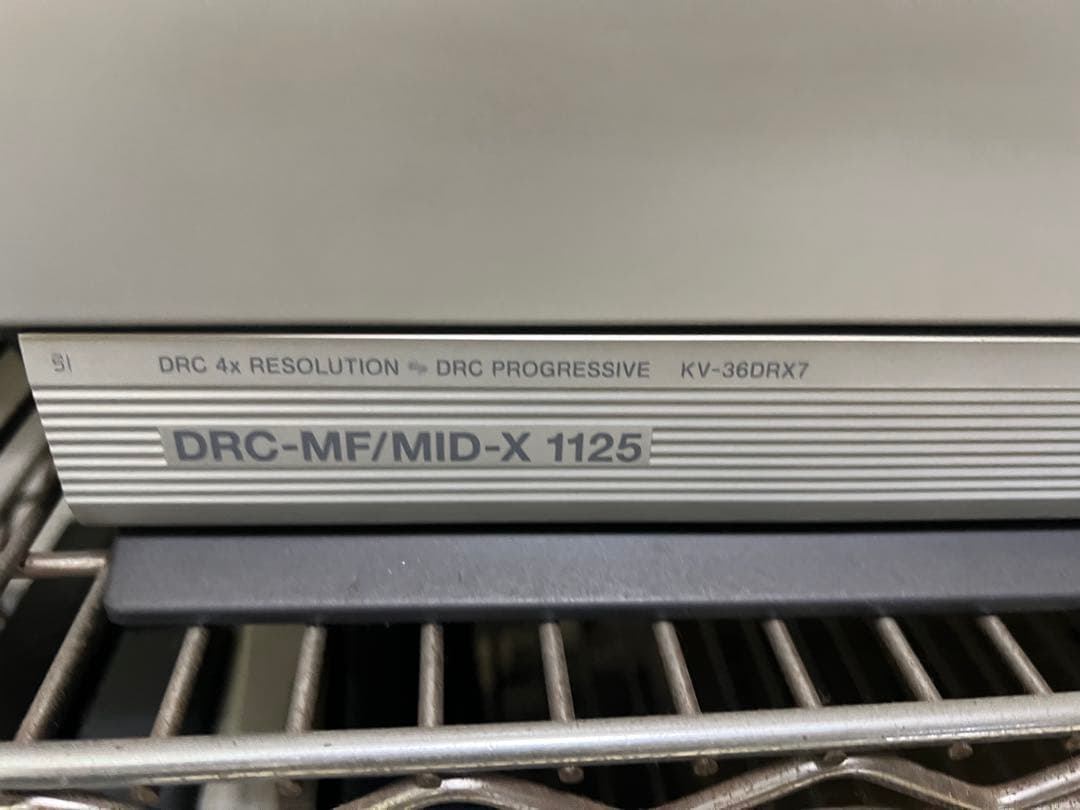 DRC 4x RESOLUTION DRC PROGRESSIVE KV-36DRX7
DRC-MF/MID-X 1125